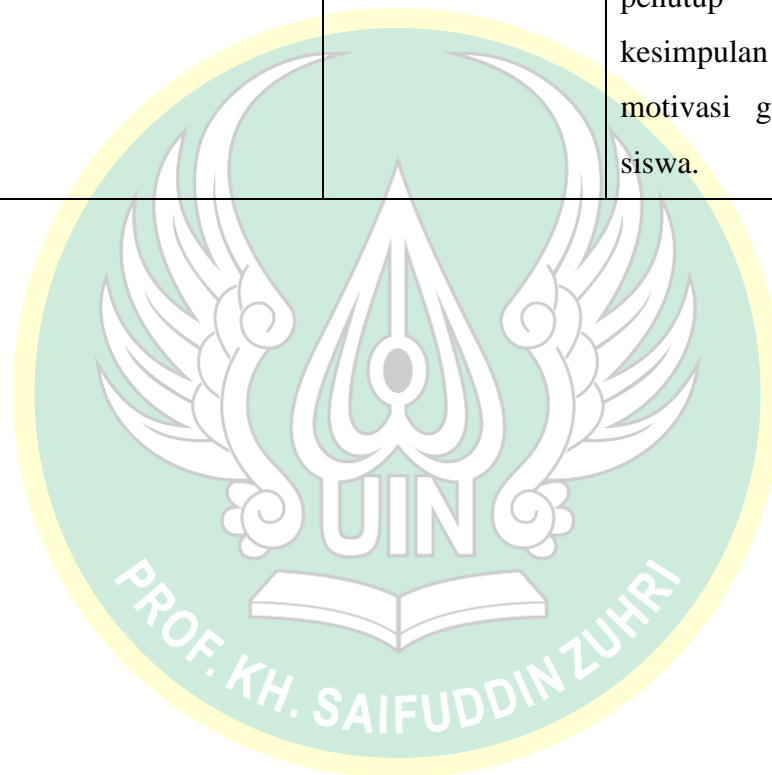 penutup
kesimpulan
motivasi g
siswa.
UIN
PROF. KH. SAIFUDDIN ZUHRI